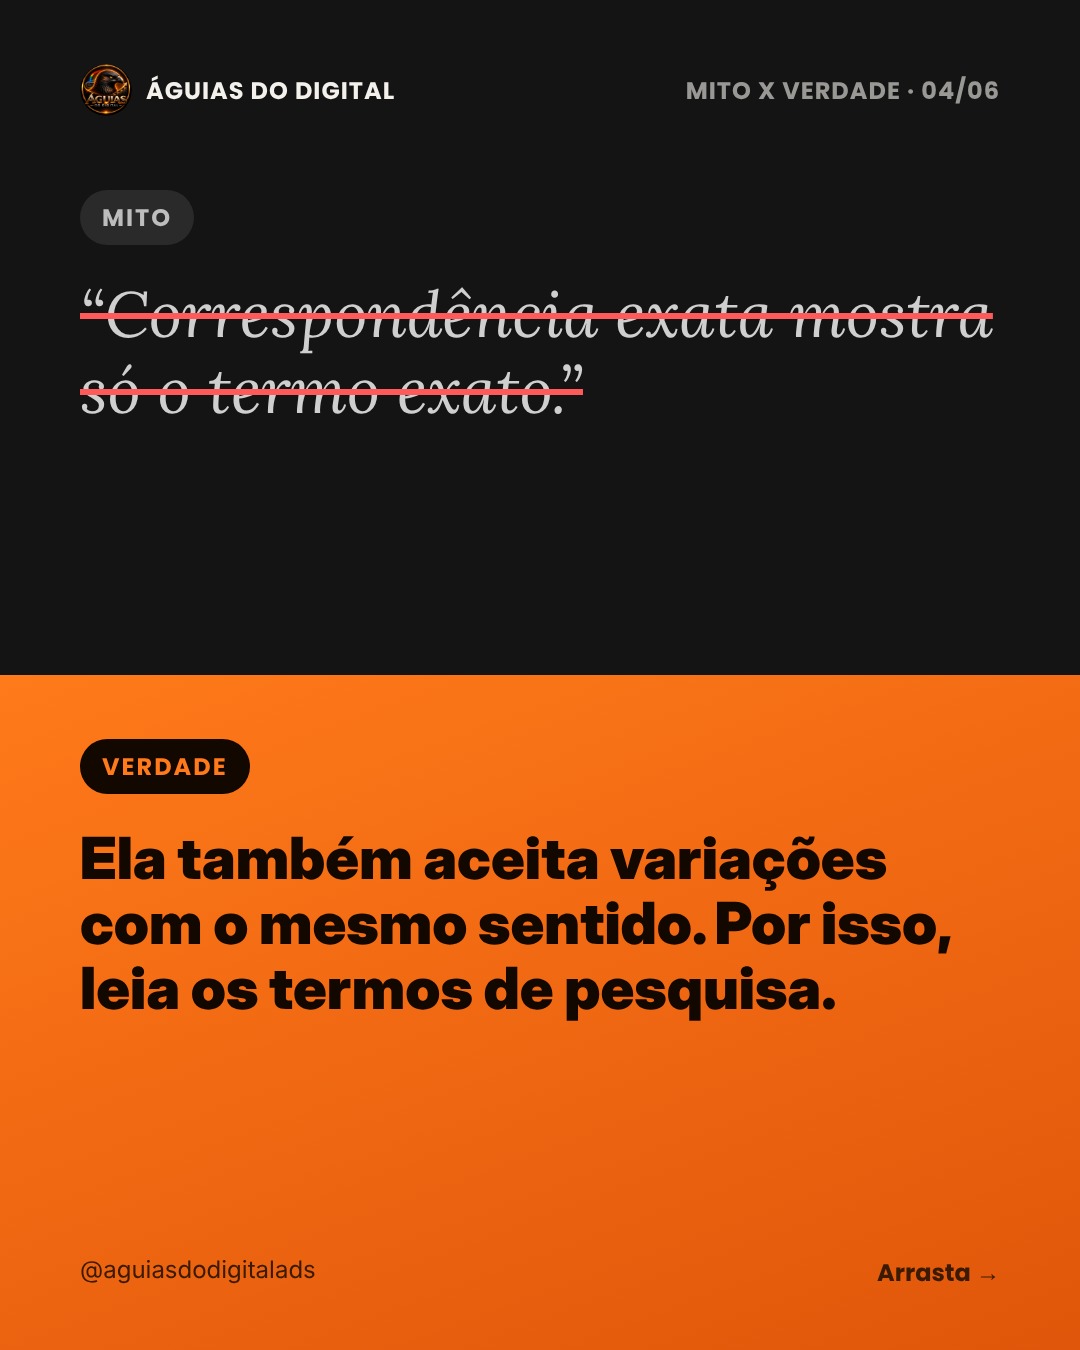 ÁGUIAS
ÁGUIAS DO DIGITAL
MITO X VERDADE · 04/06
MITO
“Correspondência exata mostra
só o termo exato.”
VERDADE
Ela também aceita variações
com o mesmo sentido. Por isso,
leia os termos de pesquisa.
@aguiasdodigitalads
Arrasta →